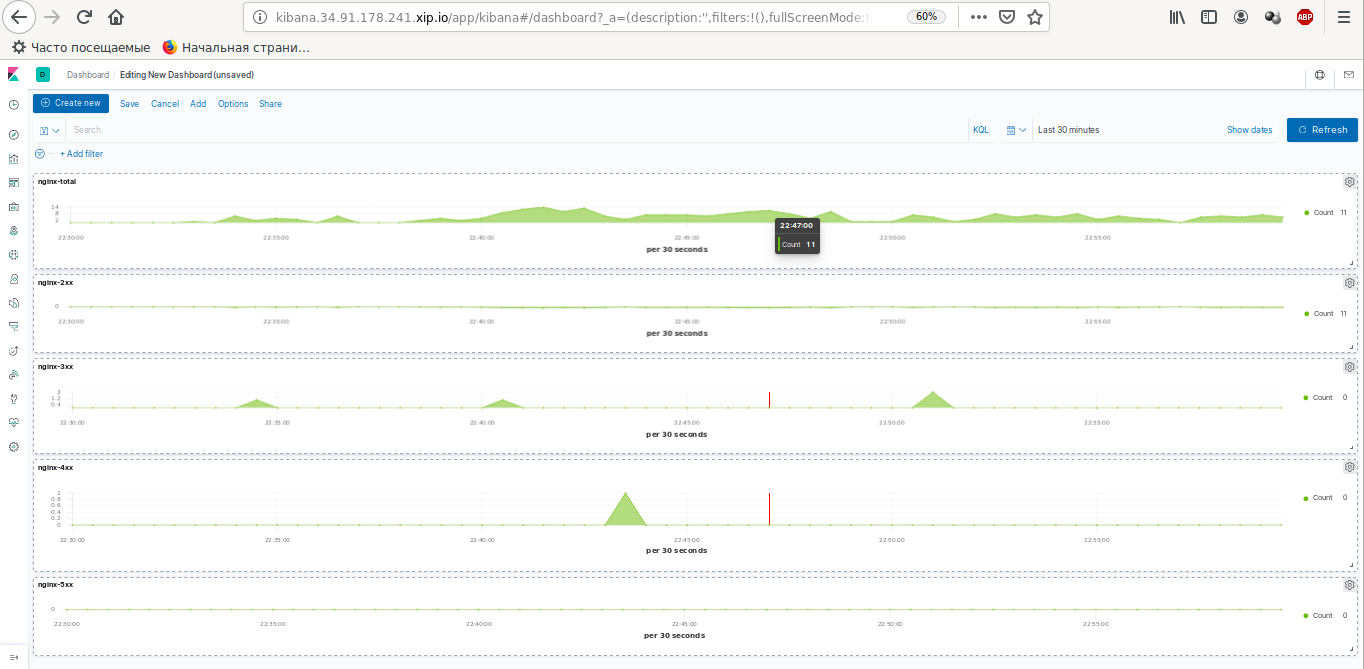 kibana.34.91.178.241.xip.io/app/kibana#/dashboard?_a=(description:'',filters:!(),fullScreenMode:!
60%
ABP
Часто посещаемые Начальная страни…
D Dashboard / Editing New Dashboard (unsaved)
Create new Save Cancel Add Options Share
Search KQL Last 30 minutes Show dates Refresh
+ Add filter
nginx-total
14
8
2
Count 11
22:30:00 22:35:00 22:40:00 22:45:00 22:50:00 22:55:00
per 30 seconds
22:47:00
Count 11
nginx-2xx
0
Count 11
22:30:00 22:35:00 22:40:00 22:45:00 22:50:00 22:55:00
per 30 seconds
nginx-3xx
2
1.2
0.4
Count 0
22:30:00 22:35:00 22:40:00 22:45:00 22:50:00 22:55:00
per 30 seconds
nginx-4xx
1
0.8
0.6
0.4
0.2
0
Count 0
22:30:00 22:35:00 22:40:00 22:45:00 22:50:00 22:55:00
per 30 seconds
nginx-5xx
0
Count 0
22:30:00 22:35:00 22:40:00 22:45:00 22:50:00 22:55:00
per 30 seconds